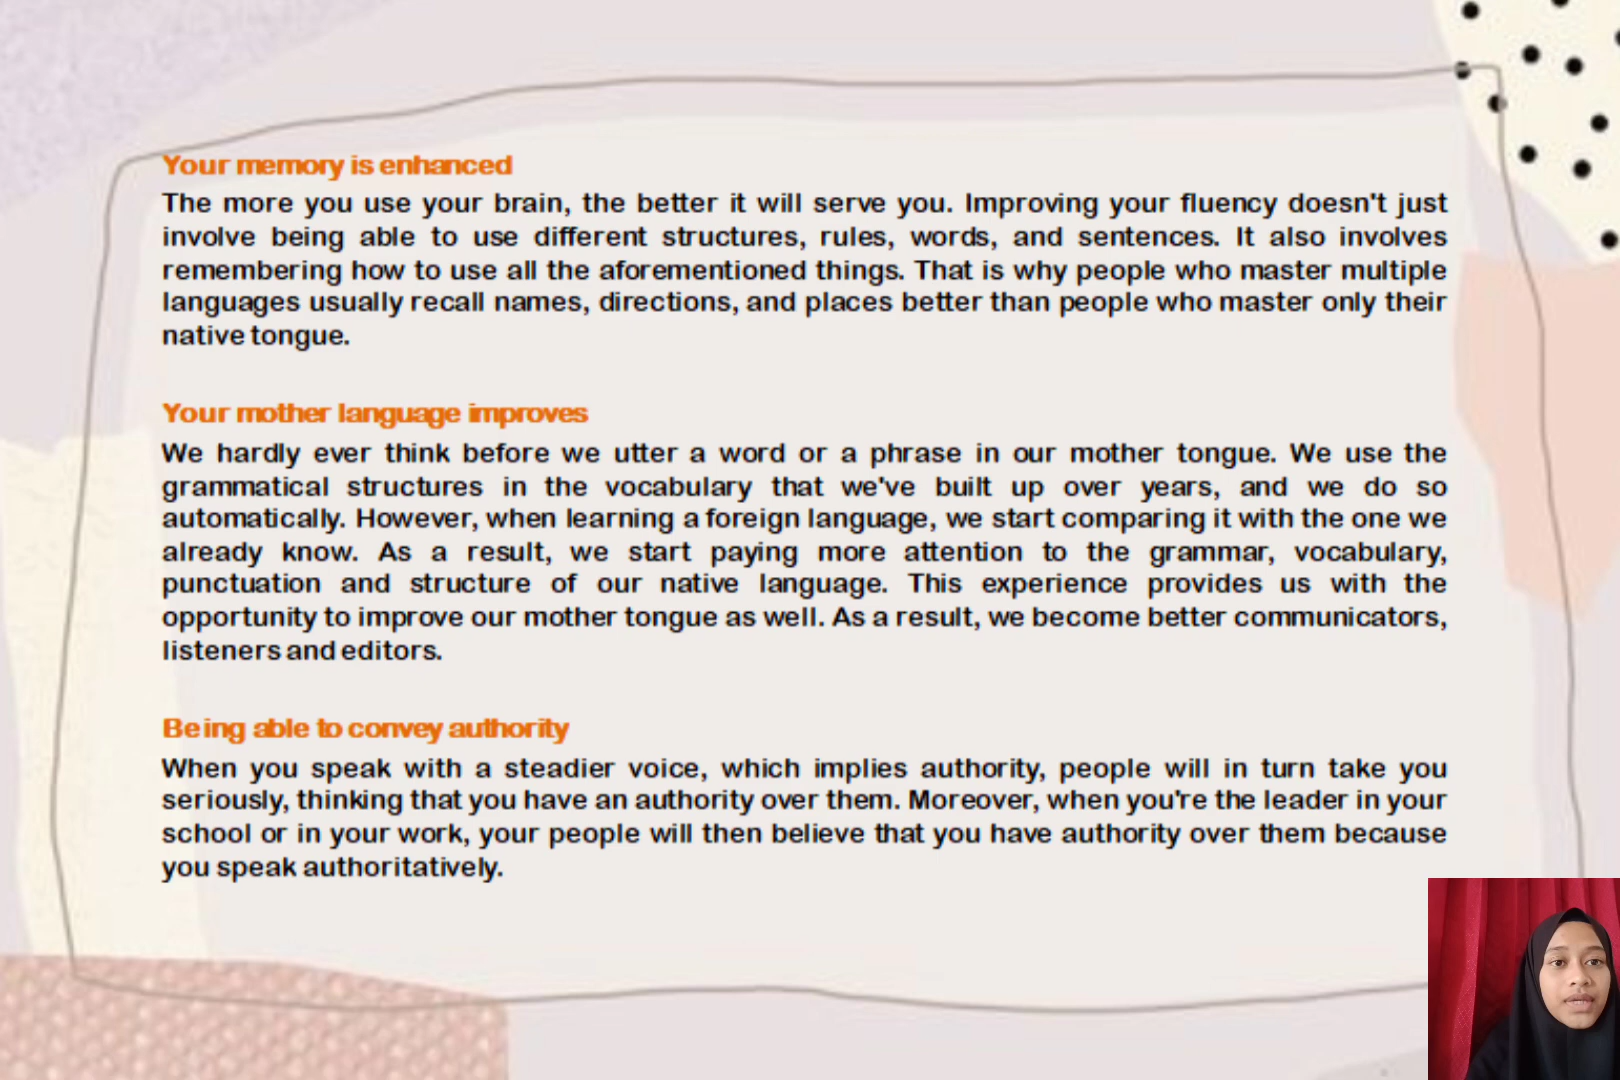 Your memory is enhanced
The more you use your brain, the better it will serve you. Improving your fluency doesn't just
involve being able to use different structures, rules, words, and sentences. It also involves
remembering how to use all the aforementioned things. That is why people who master multiple
languages usually recall names, directions, and places better than people who master only their
native tongue.
Your mother language improves
We hardly ever think before we utter a word or a phrase in our mother tongue. We use the
grammatical structures in the vocabulary that we've built up over years, and we do so
automatically. However, when learning a foreign language, we start comparing it with the one we
already know. As a result, we start paying more attention to the grammar, vocabulary,
punctuation and structure of our native language. This experience provides us with the
opportunity to improve our mother tongue as well. As a result, we become better communicators,
listeners and editors.
Being able to convey authority
When you speak with a steadier voice, which implies authority, people will in turn take you
seriously, thinking that you have an authority over them. Moreover, when you're the leader in your
school or in your work, your people will then believe that you have authority over them because
you speak authoritatively.